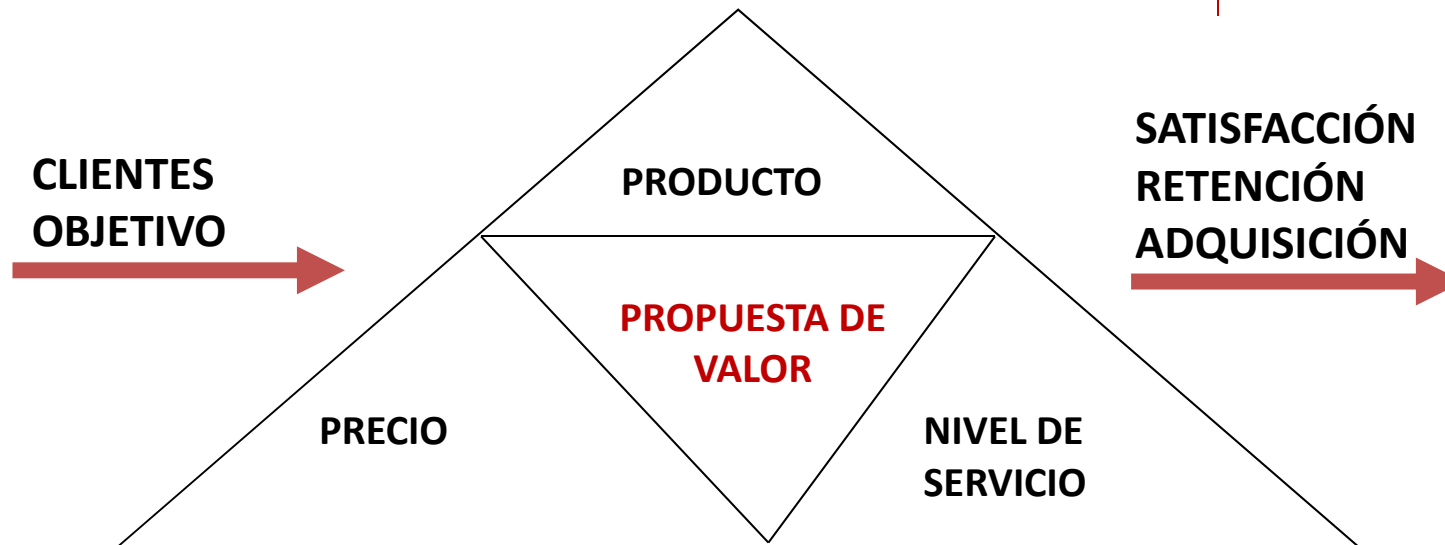 CLIENTES
OBJETIVO
PRODUCTO
SATISFACCIÓN
RETENCIÓN
ADQUISICIÓN
PROPUESTA DE
VALOR
PRECIO
NIVEL DE
SERVICIO